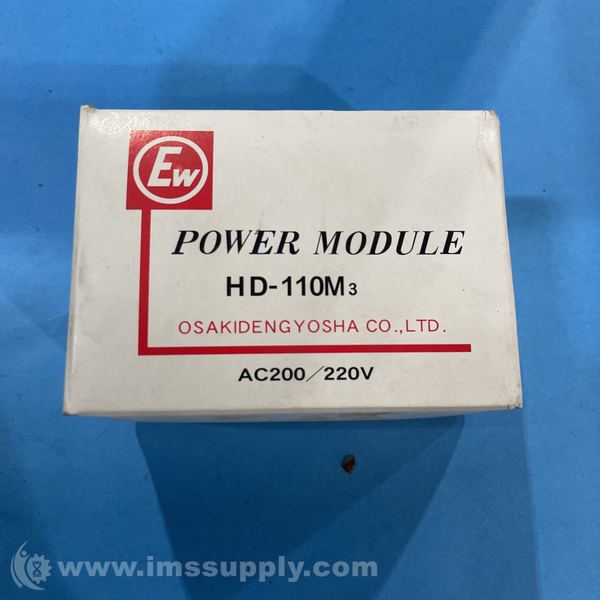 EW
POWER MODULE
HD-110M3
OSAKIDENGYOSHA CO.,LTD.
AC200/220V
www.imssupply.com